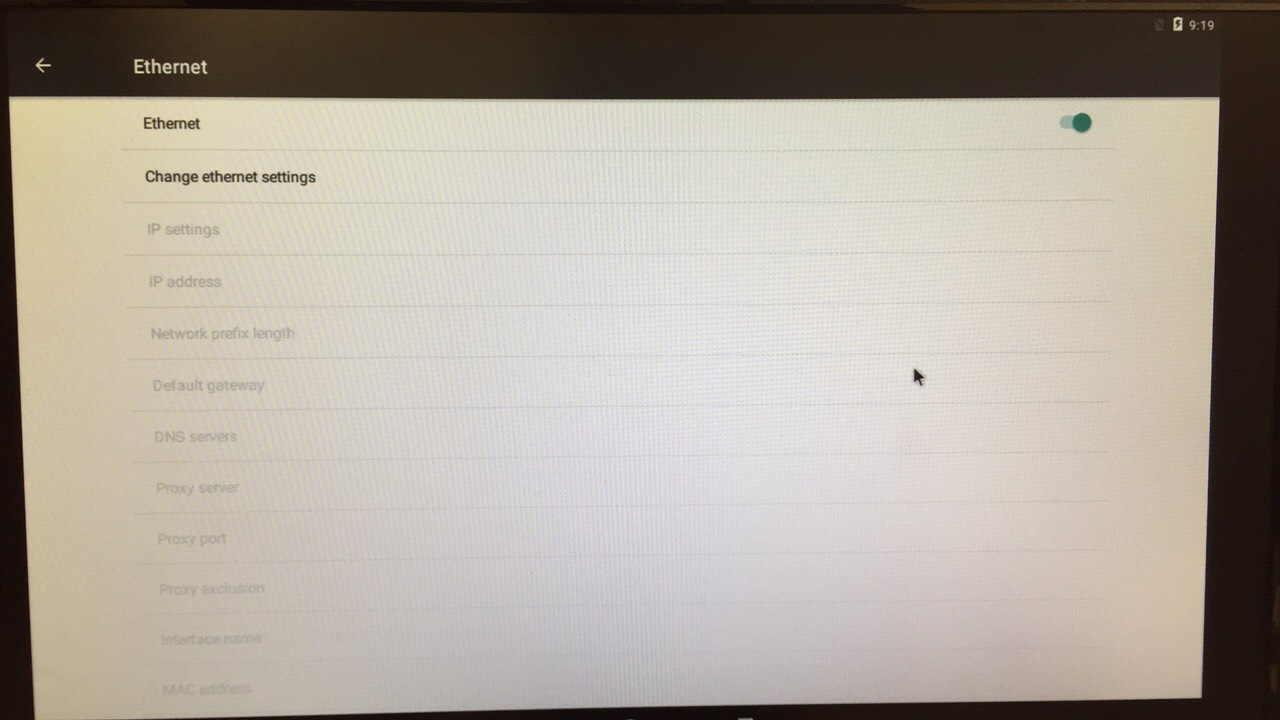 9:19
Ethernet
Ethernet
Change ethernet settings
IP settings
IP address
Network prefix length
Default gateway
DNS servers
Proxy server
Proxy port
Proxy exclusion
Interface name
MAC address